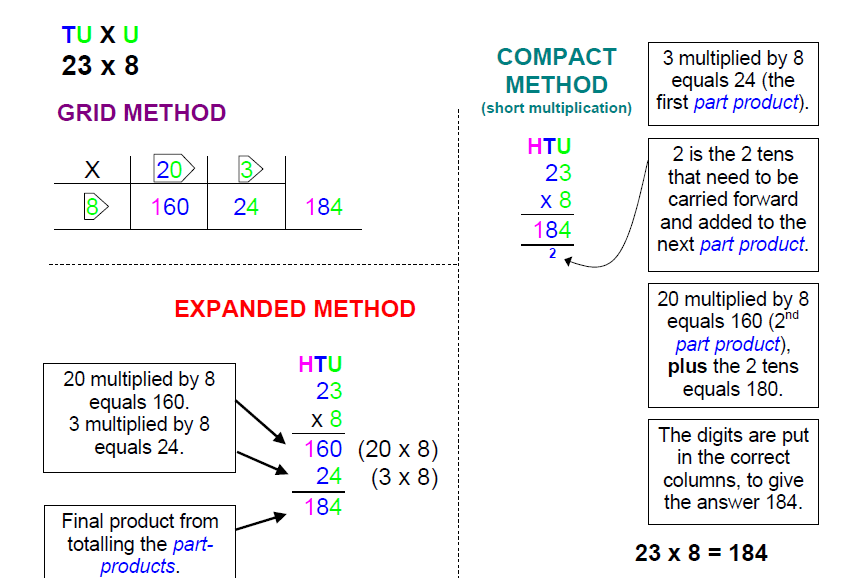 TU X U
23 x 8
GRID METHOD
X 20 3
8 160 24 184
EXPANDED METHOD
20 multiplied by 8
equals 160.
3 multiplied by 8
equals 24.
Final product from
totalling the part-
products.
HTU
23
x 8
160 (20 x 8)
24 (3 x 8)
184
COMPACT
METHOD
(short multiplication)
HTU
23
x 8
184
2
3 multiplied by 8
equals 24 (the
first part product).
2 is the 2 tens
that need to be
carried forward
and added to the
next part product.
20 multiplied by 8
equals 160 (2nd
part product),
plus the 2 tens
equals 180.
The digits are put
in the correct
columns, to give
the answer 184.
23 x 8 = 184